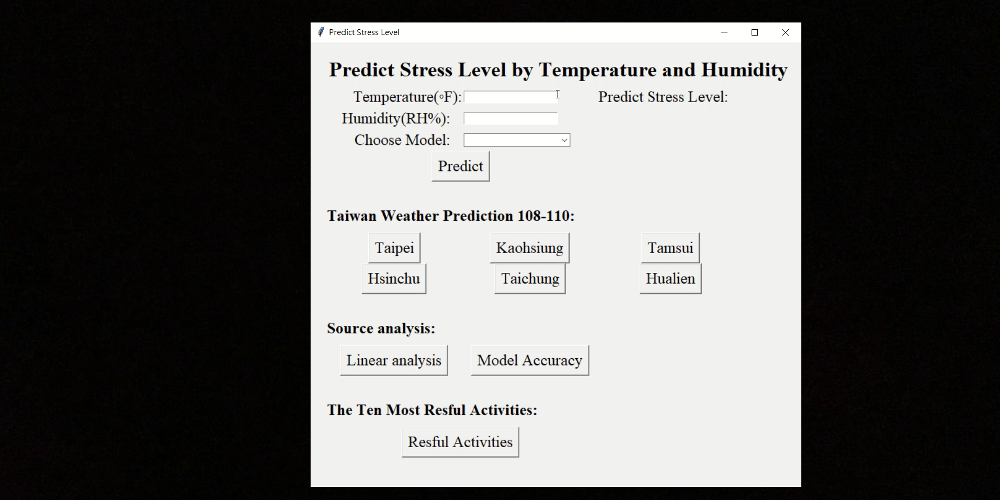 Predict Stress Level
Predict Stress Level by Temperature and Humidity
Temperature(°F): Predict Stress Level:
Humidity(RH%):
Choose Model:
Predict
Taiwan Weather Prediction 108-110:
Taipei Kaohsiung Tamsui
Hsinchu Taichung Hualien
Source analysis:
Linear analysis Model Accuracy
The Ten Most Resful Activities:
Resful Activities